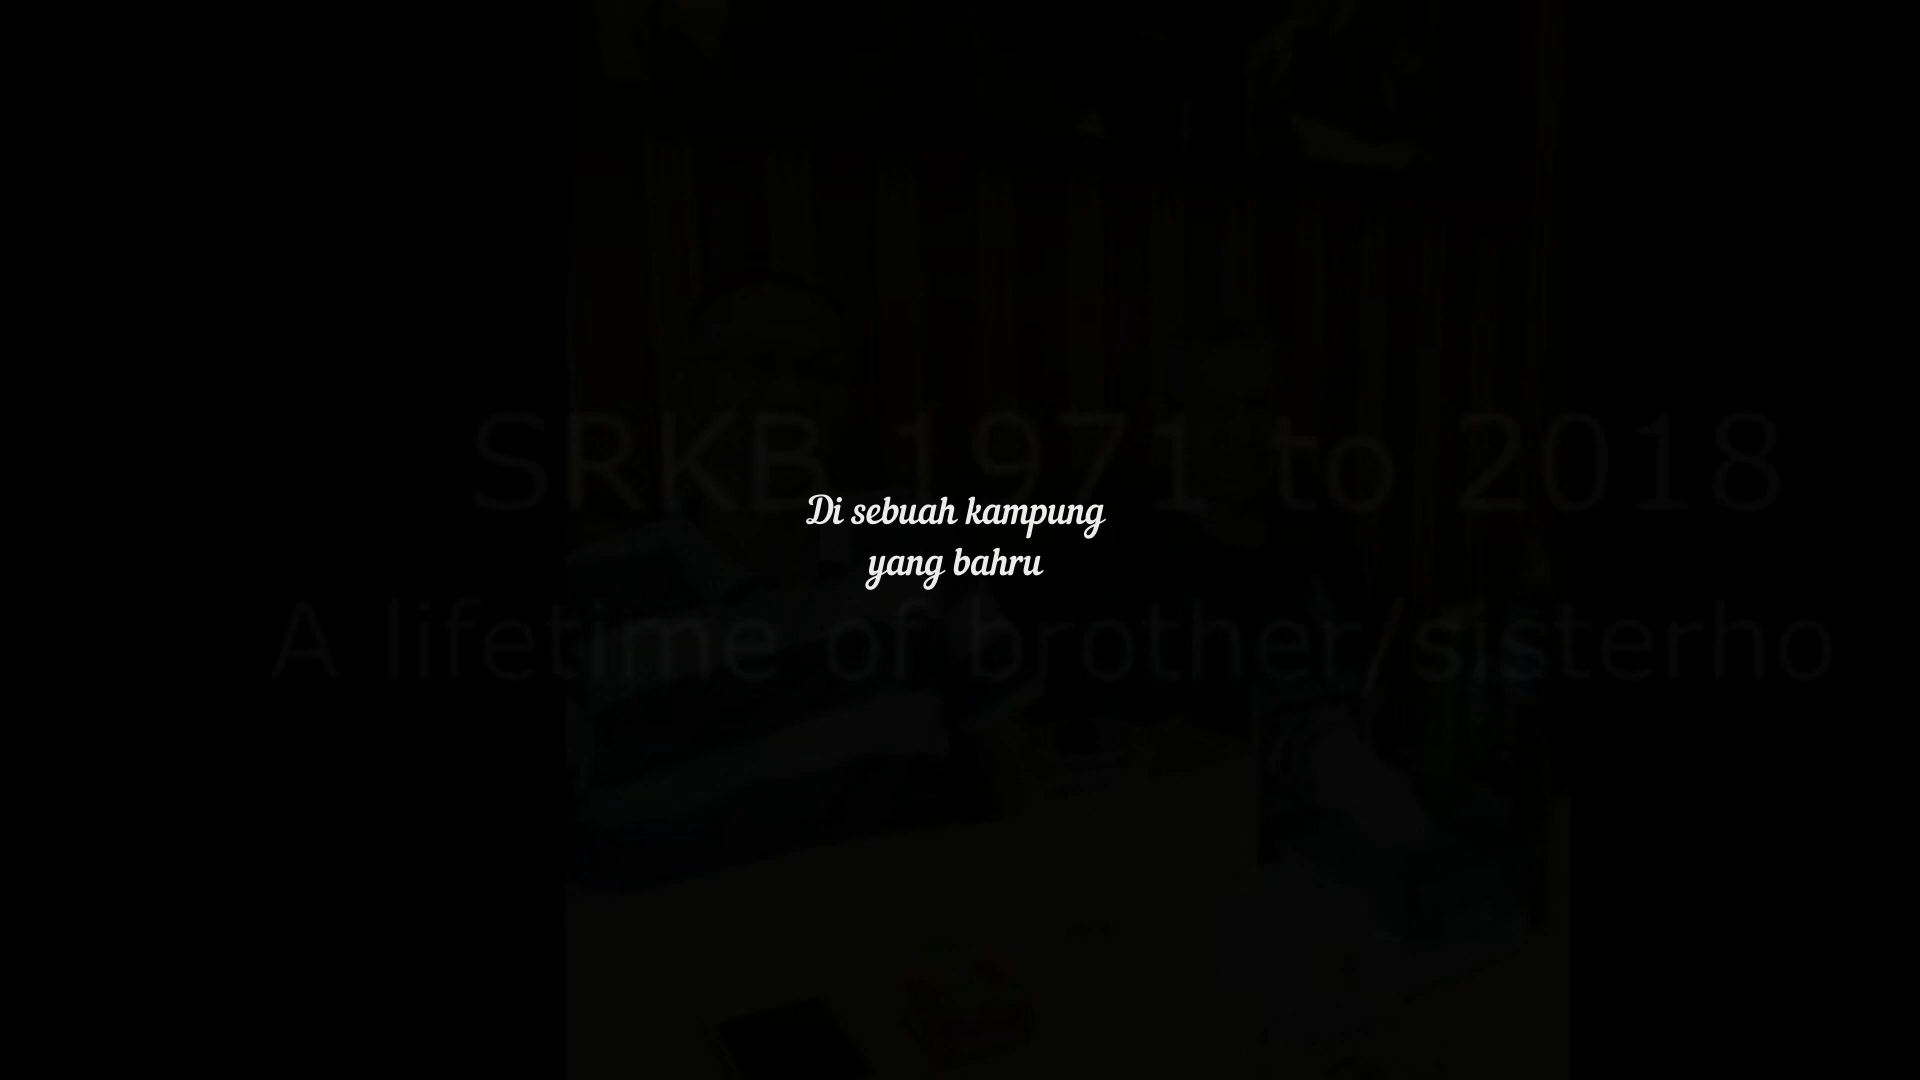 SRKB 1971 to 2018
Di sebuah kampung
yang bahru
A lifetime of brother/sisterho